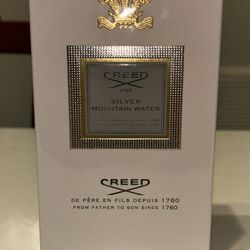 CREED
1760
SILVER
MOUNTAIN WATER
CREED
DE PÈRE EN FILS DEPUIS 1760
FROM FATHER TO SON SINCE 1760